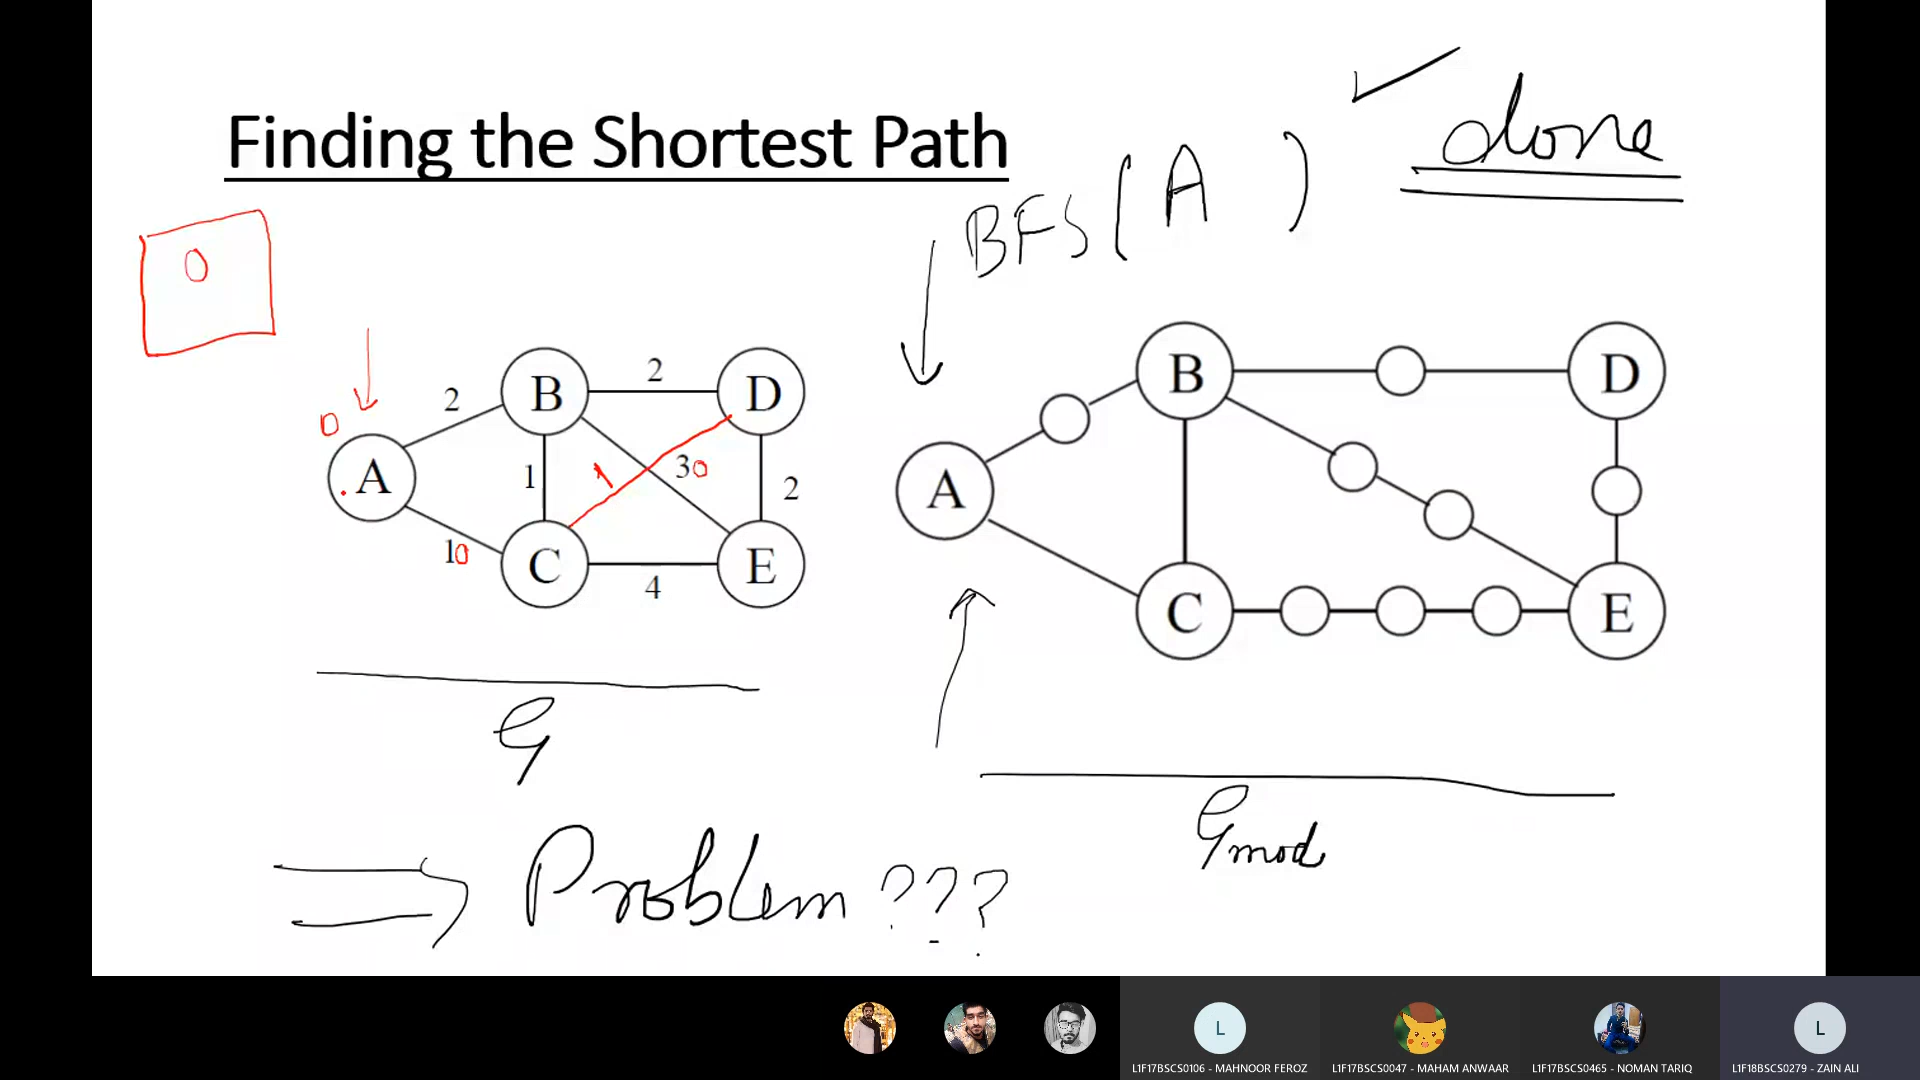 Finding the Shortest Path
done
BFS(A)
0
0
A
B
C
D
E
2
10
1
2
1
30
2
4
A
B
C
D
E
G
Gmod
Problem ???
L
L
L1F17BSCS0106 - MAHNOOR FEROZ
L1F17BSCS0047 - MAHAM ANWAAR
L1F17BSCS0465 - NOMAN TARIQ
L1F18BSCS0279 - ZAIN ALI